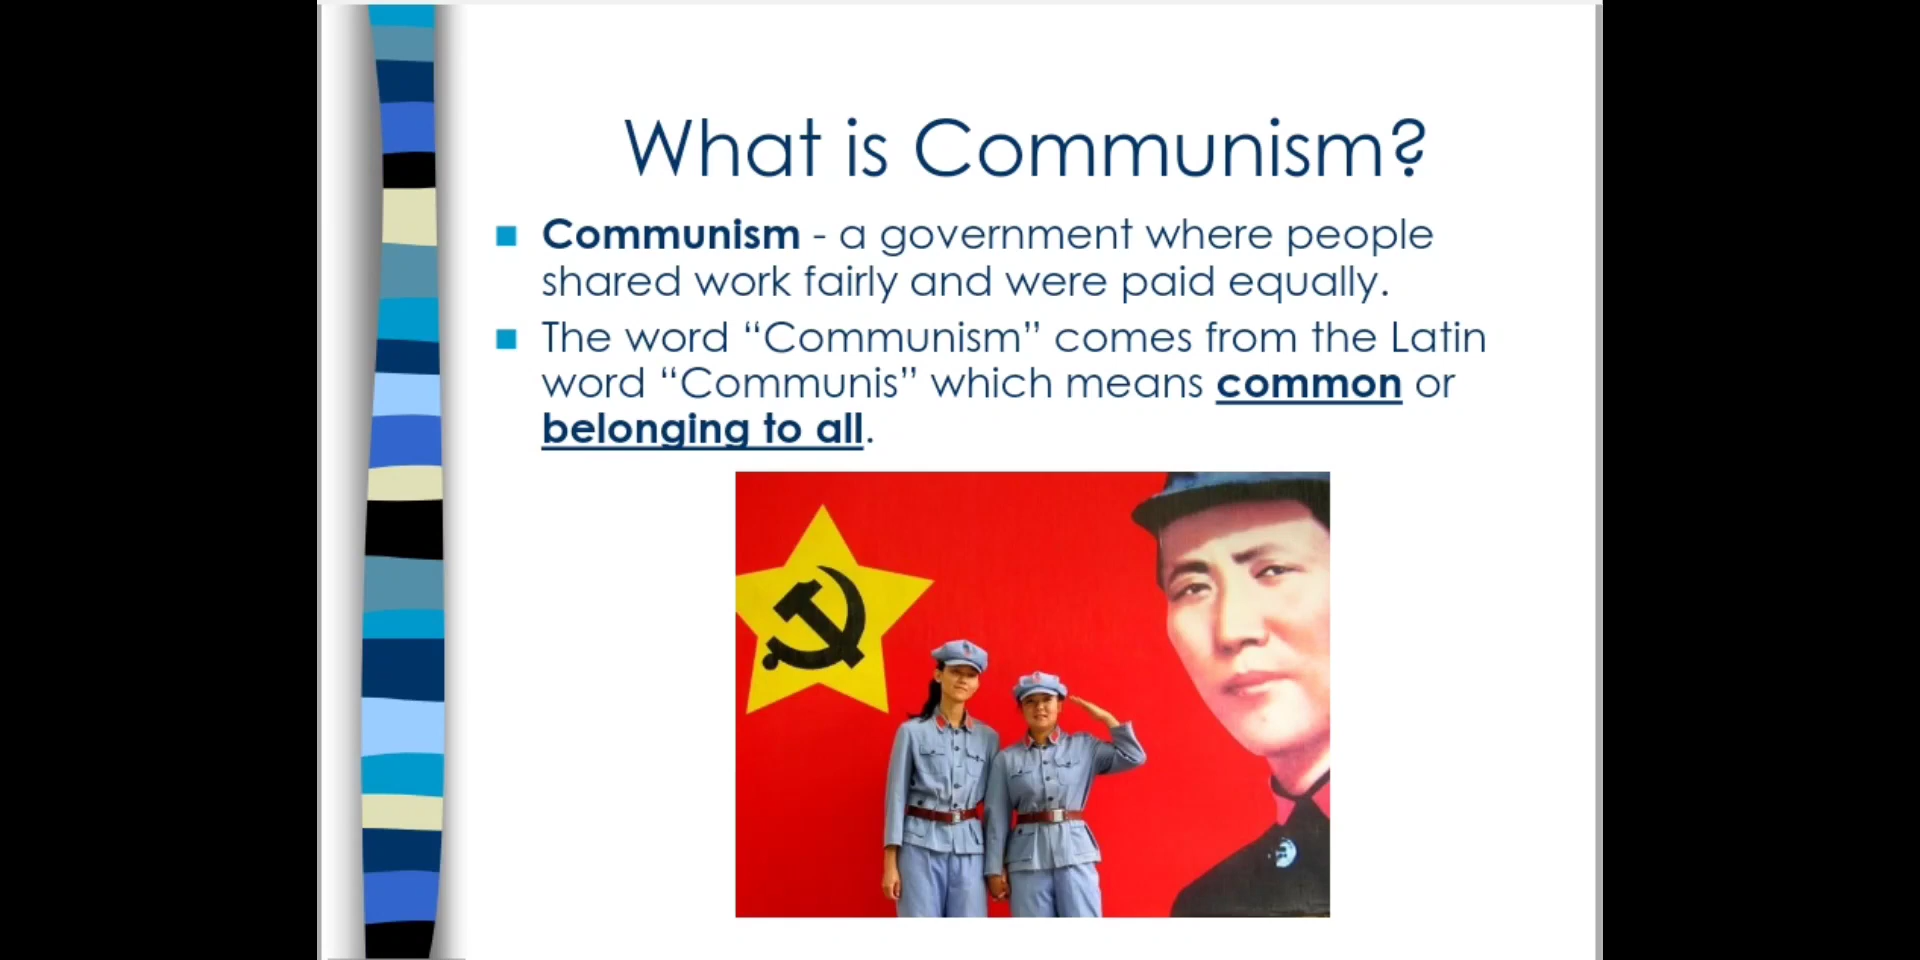 What is Communism?
Communism - a government where people
shared work fairly and were paid equally.
The word “Communism” comes from the Latin
word “Communis” which means common or
belonging to all.